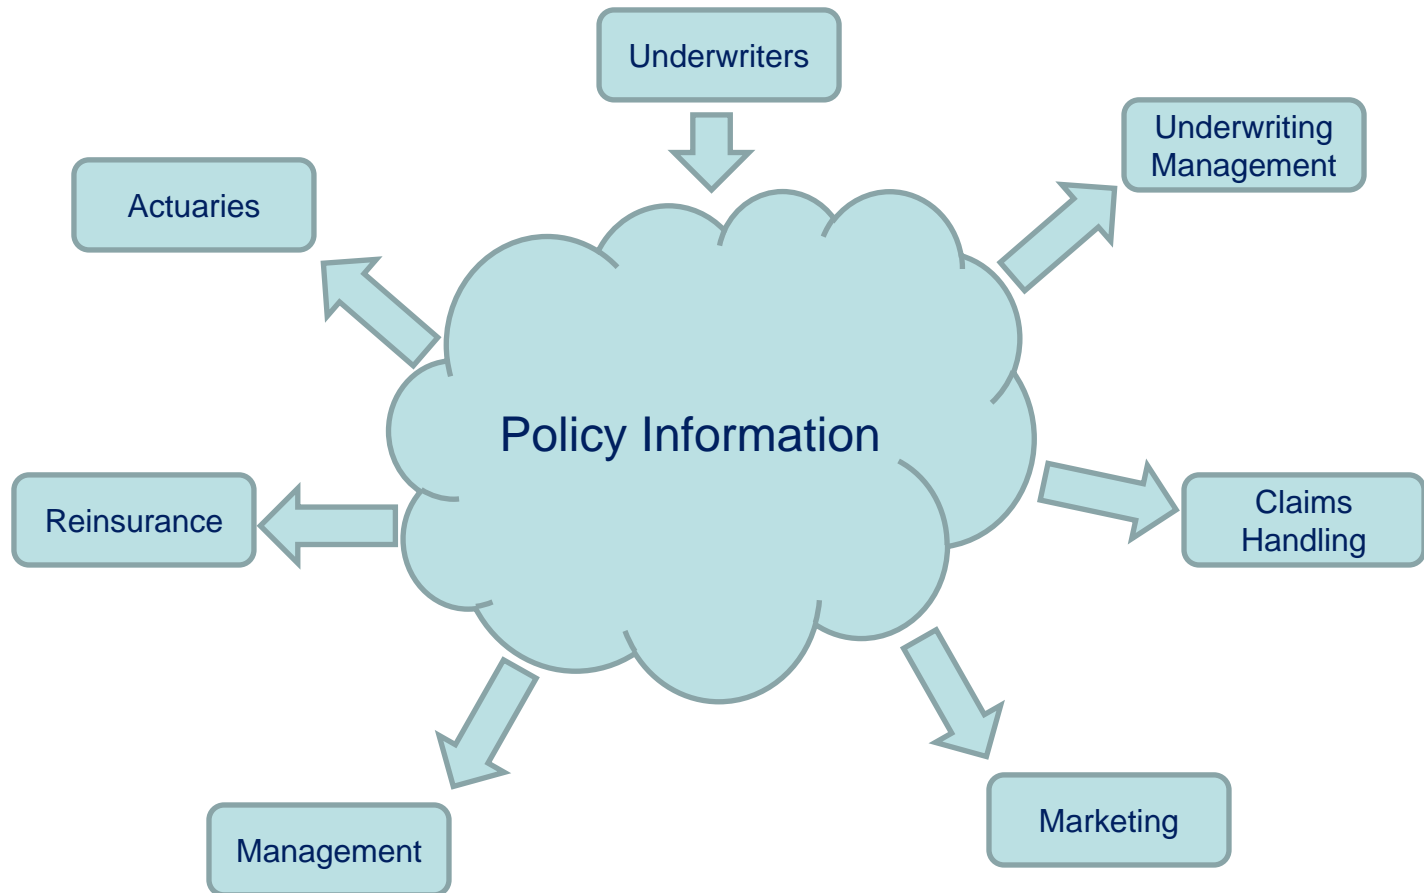 Underwriters
Underwriting
Management
Actuaries
Policy Information
Reinsurance
Claims
Handling
Marketing
Management